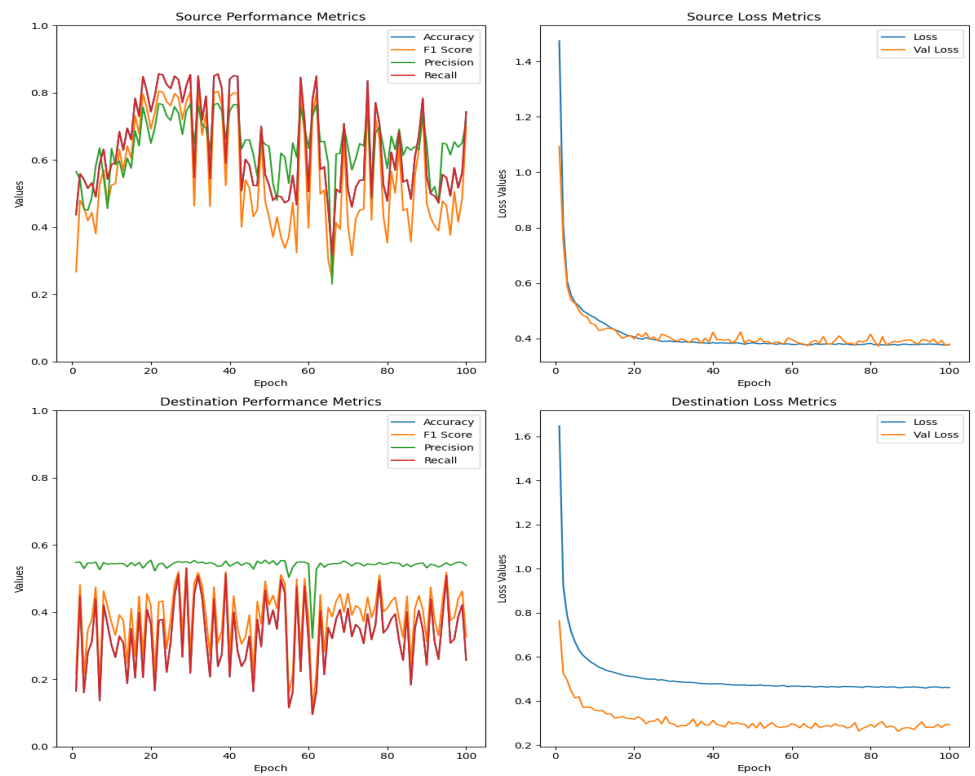 Source Performance Metrics
1.0
0.8
0.6
0.4
0.2
0.0
Values
0
20
40
60
80
100
Epoch
Accuracy
F1 Score
Precision
Recall
Source Loss Metrics
1.4
1.2
1.0
0.8
0.6
0.4
Loss Values
0
20
40
60
80
100
Epoch
Loss
Val Loss
Destination Performance Metrics
1.0
0.8
0.6
0.4
0.2
0.0
Values
0
20
40
60
80
100
Epoch
Accuracy
F1 Score
Precision
Recall
Destination Loss Metrics
1.6
1.4
1.2
1.0
0.8
0.6
0.4
0.2
Loss Values
0
20
40
60
80
100
Epoch
Loss
Val Loss